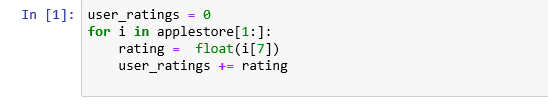 In [1]: user_ratings = 0
for i in applestore[1:]:
    rating =  float(i[7])
    user_ratings += rating